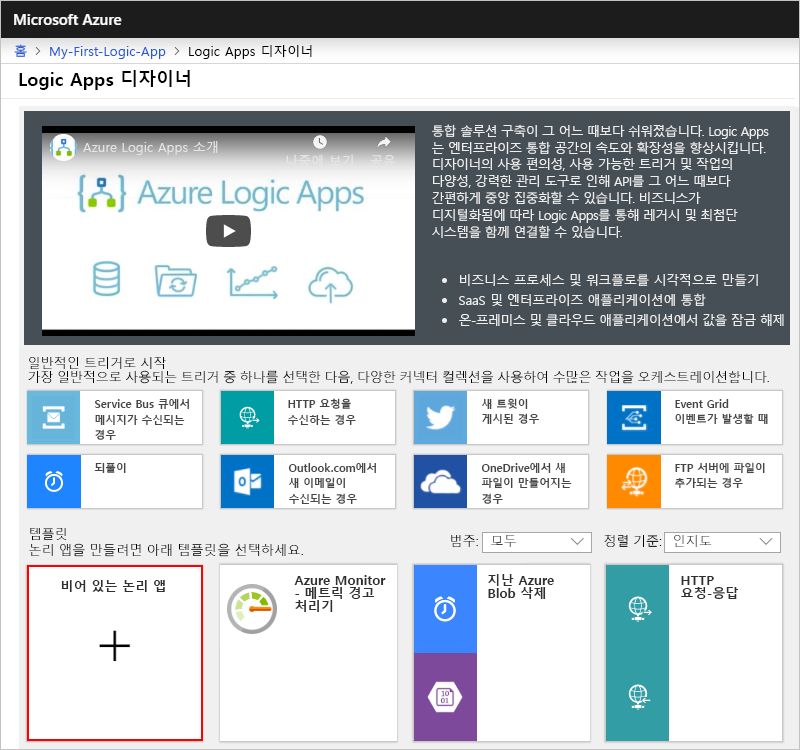 Microsoft Azure
홈 > My-First-Logic-App > Logic Apps 디자이너
Logic Apps 디자이너
Azure Logic Apps 소개
나중에 보기
공유
Azure Logic Apps
통합 솔루션 구축이 그 어느 때보다 쉬워졌습니다. Logic Apps
는 엔터프라이즈 통합 공간의 속도와 확장성을 향상시킵니다.
디자이너의 사용 편의성, 사용 가능한 트리거 및 작업의
다양성, 강력한 관리 도구로 인해 API를 그 어느 때보다
간편하게 중앙 집중화할 수 있습니다. 비즈니스가
디지털화됨에 따라 Logic Apps를 통해 레거시 및 최첨단
시스템을 함께 연결할 수 있습니다.
• 비즈니스 프로세스 및 워크플로를 시각적으로 만들기
• SaaS 및 엔터프라이즈 애플리케이션에 통합
• 온-프레미스 및 클라우드 애플리케이션에서 값을 잠금 해제
일반적인 트리거로 시작
가장 일반적으로 사용되는 트리거 중 하나를 선택한 다음, 다양한 커넥터 컬렉션을 사용하여 수많은 작업을 오케스트레이션합니다.
Service Bus 큐에서
메시지가 수신되는
경우
HTTP 요청을
수신하는 경우
새 트윗이
게시된 경우
Event Grid
이벤트가 발생할 때
되풀이
Outlook.com에서
새 이메일이
수신되는 경우
OneDrive에서 새
파일이 만들어지는
경우
FTP 서버에 파일이
추가되는 경우
템플릿
논리 앱을 만들려면 아래 템플릿을 선택하세요.
범주: 모두
정렬 기준: 인지도
비어 있는 논리 앱
Azure Monitor
- 메트릭 경고
처리기
지난 Azure
Blob 삭제
10
01
HTTP
요청-응답